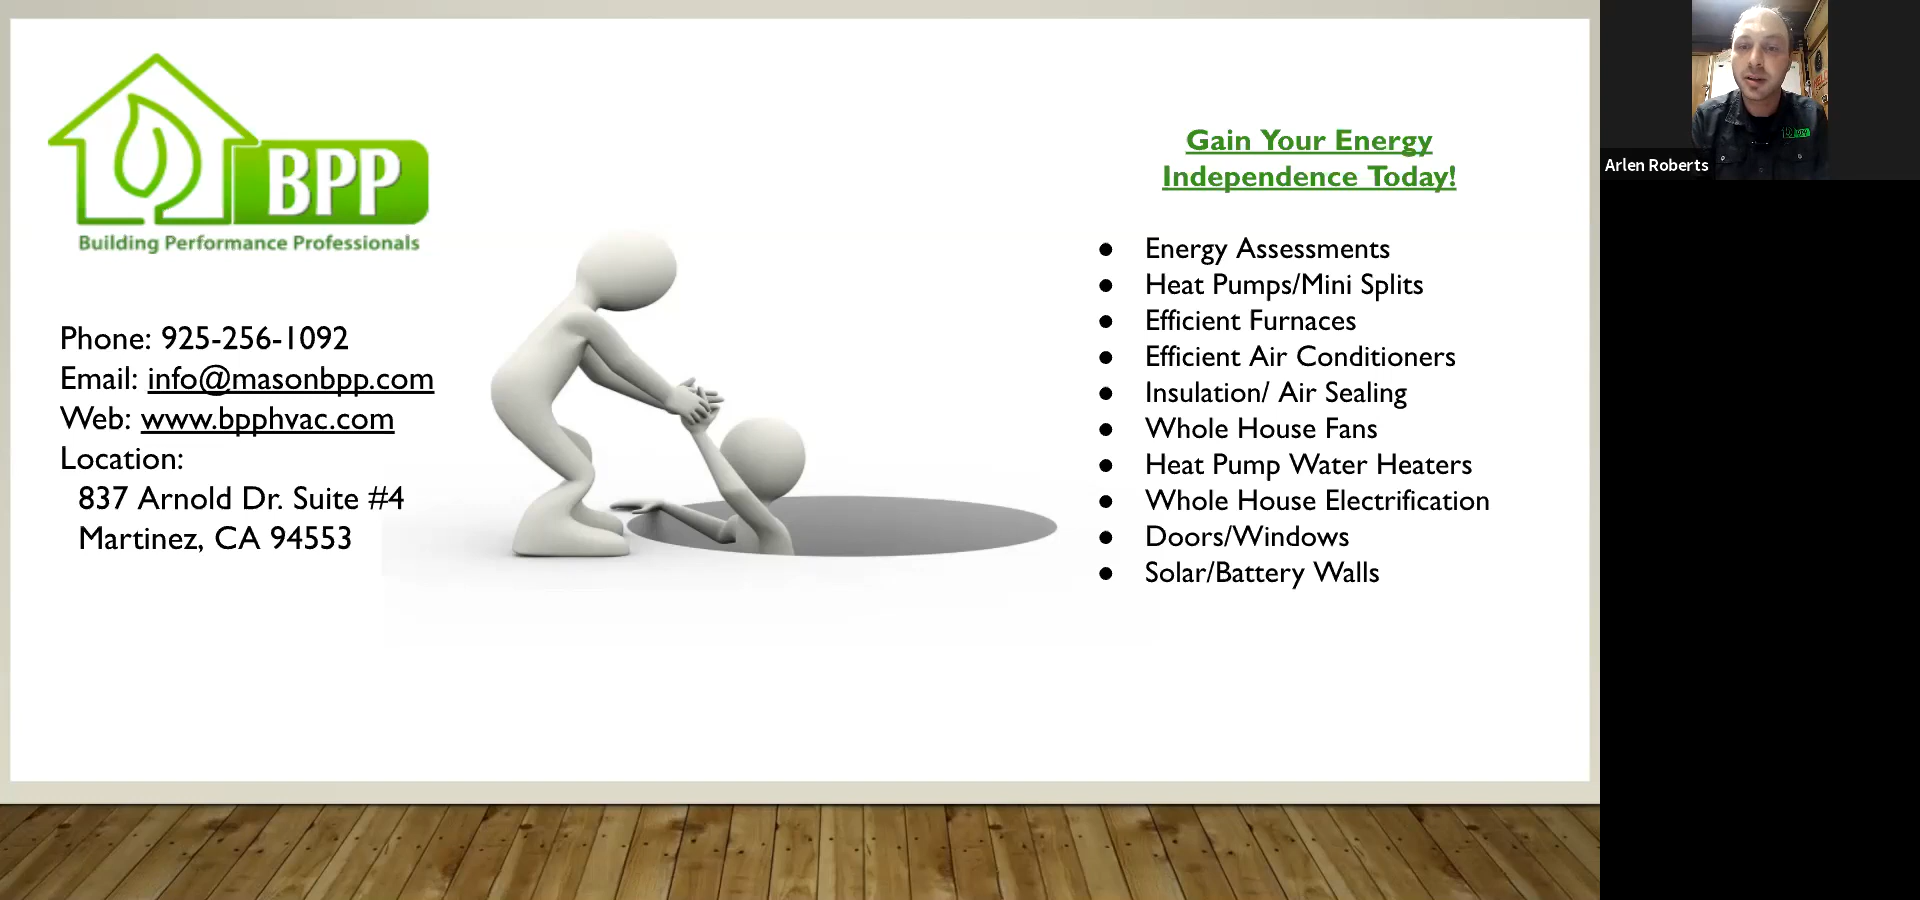 BPP
Building Performance Professionals
Phone: 925-256-1092
Email: info@masonbpp.com
Web: www.bpphvac.com
Location:
837 Arnold Dr. Suite #4
Martinez, CA 94553
Gain Your Energy
Independence Today!
● Energy Assessments
● Heat Pumps/Mini Splits
● Efficient Furnaces
● Efficient Air Conditioners
● Insulation/ Air Sealing
● Whole House Fans
● Heat Pump Water Heaters
● Whole House Electrification
● Doors/Windows
● Solar/Battery Walls
Arlen Roberts